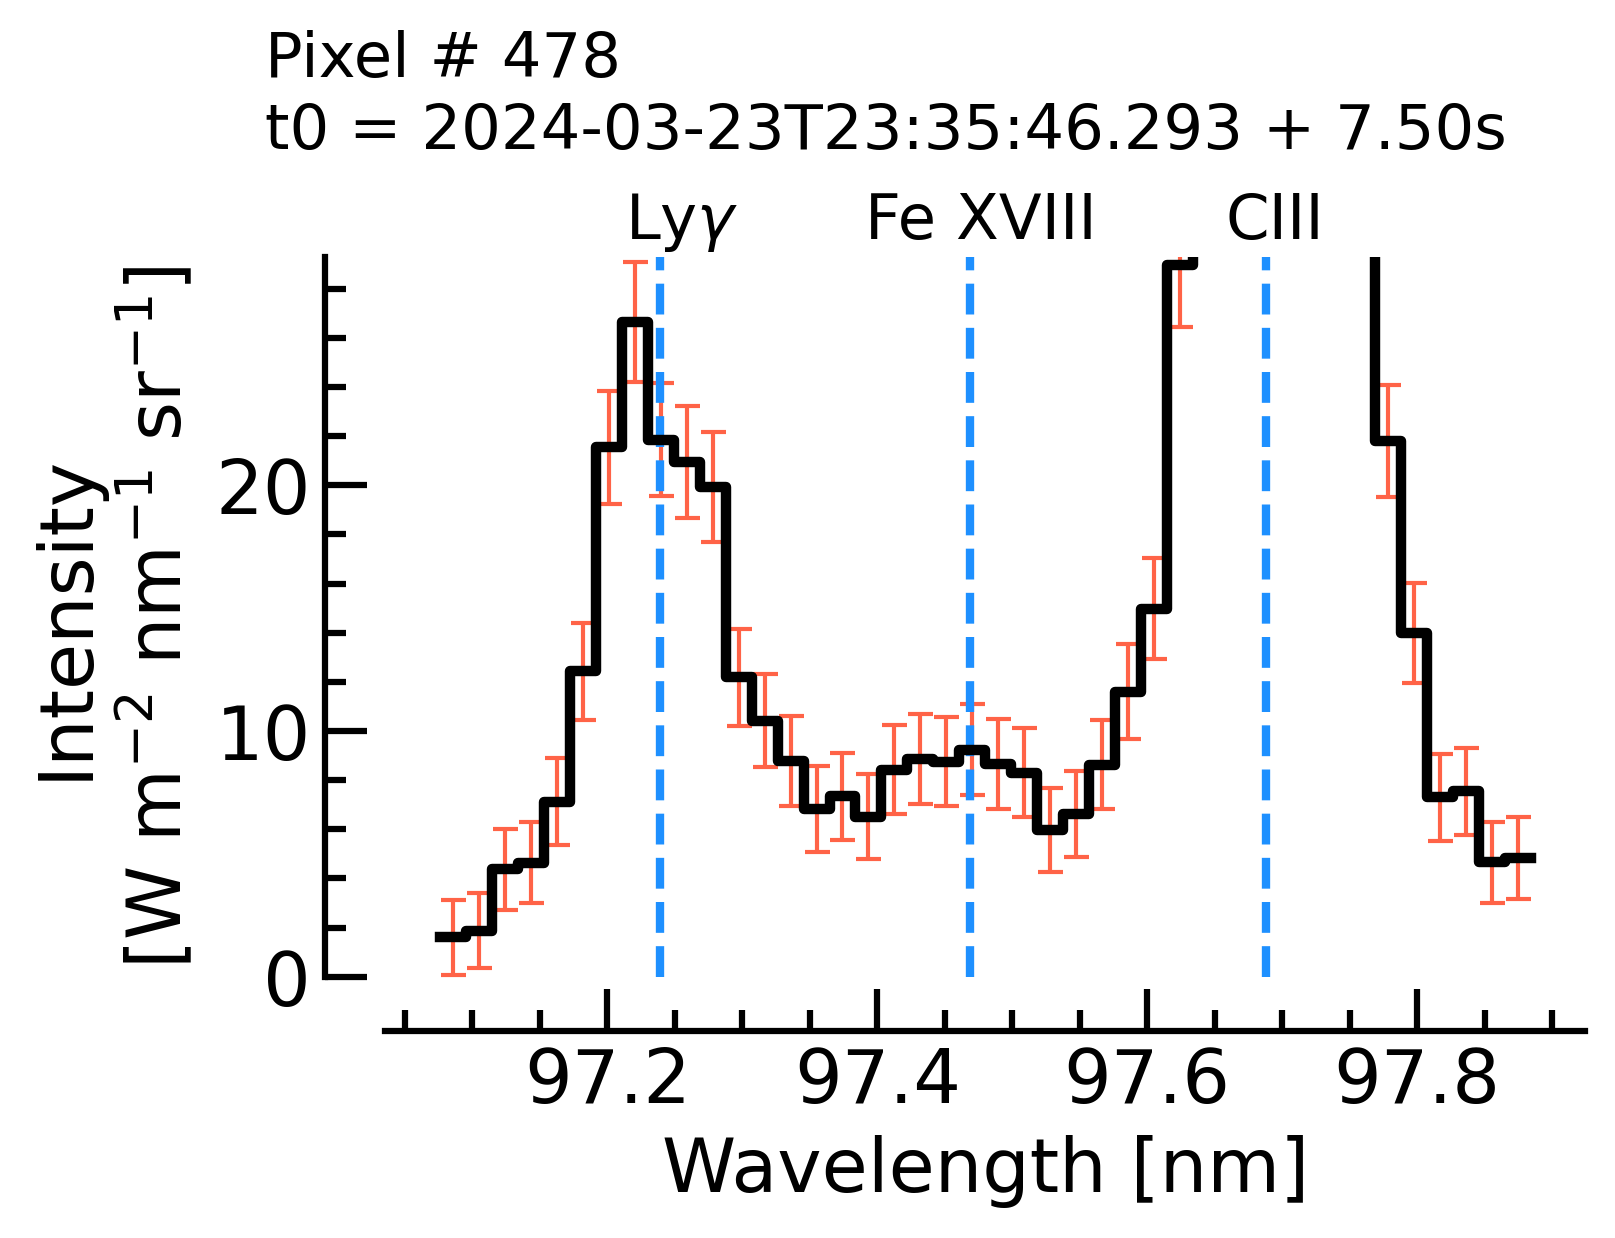 Pixel # 478
t0 = 2024-03-23T23:35:46.293 + 7.50s
Lyγ Fe XVIII CIII
Intensity
[W m⁻² nm⁻¹ sr⁻¹]
20
10
0
97.2 97.4 97.6 97.8
Wavelength [nm]